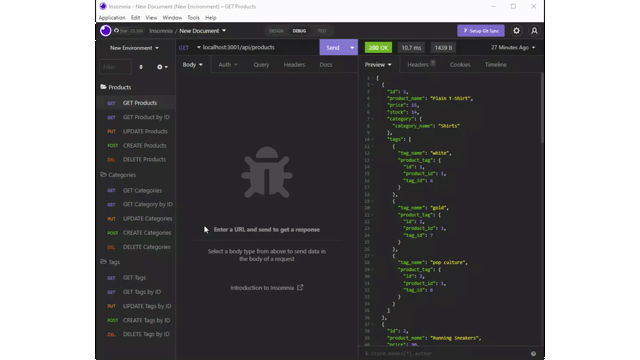 Insomnia - New Document (New Environment) – GET Products
Application Edit View Window Tools Help
Insomnia / New Document
DESIGN DEBUG TEST
Setup Git Sync
New Environment
GET localhost:3001/api/products
Send
200 OK 10.7 ms 1439 B
27 Minutes Ago
Filter
Body Auth Query Headers Docs
Preview Headers Cookies Timeline
Products
GET GET Products
GET GET Product by ID
PUT UPDATE Products
POST CREATE Products
DEL DELETE Products
Categories
GET GET Categories
GET GET Category by ID
PUT UPDATE Categories
POST CREATE Categories
DEL DELETE Categories
Tags
GET GET Tags
GET GET Tags by ID
PUT UPDATE Tags by ID
POST CREATE Tags by ID
DEL DELETE Tags by ID
Enter a URL and send to get a response
Select a body type from above to send data in
the body of a request
Introduction to Insomnia
[
{
"id": 1,
"product_name": "Plain T-Shirt",
"price": 15,
"stock": 14,
"category": {
"category_name": "Shirts"
},
"tags": [
{
"tag_name": "white",
"product_tag": {
"id": 1,
"product_id": 1,
"tag_id": 6
}
},
{
"tag_name": "gold",
"product_tag": {
"id": 2,
"product_id": 1,
"tag_id": 7
}
},
{
"tag_name": "pop culture",
"product_tag": {
"id": 3,
"product_id": 1,
"tag_id": 8
}
}
]
},
{
"id": 2,
"product_name": "Running Sneakers",